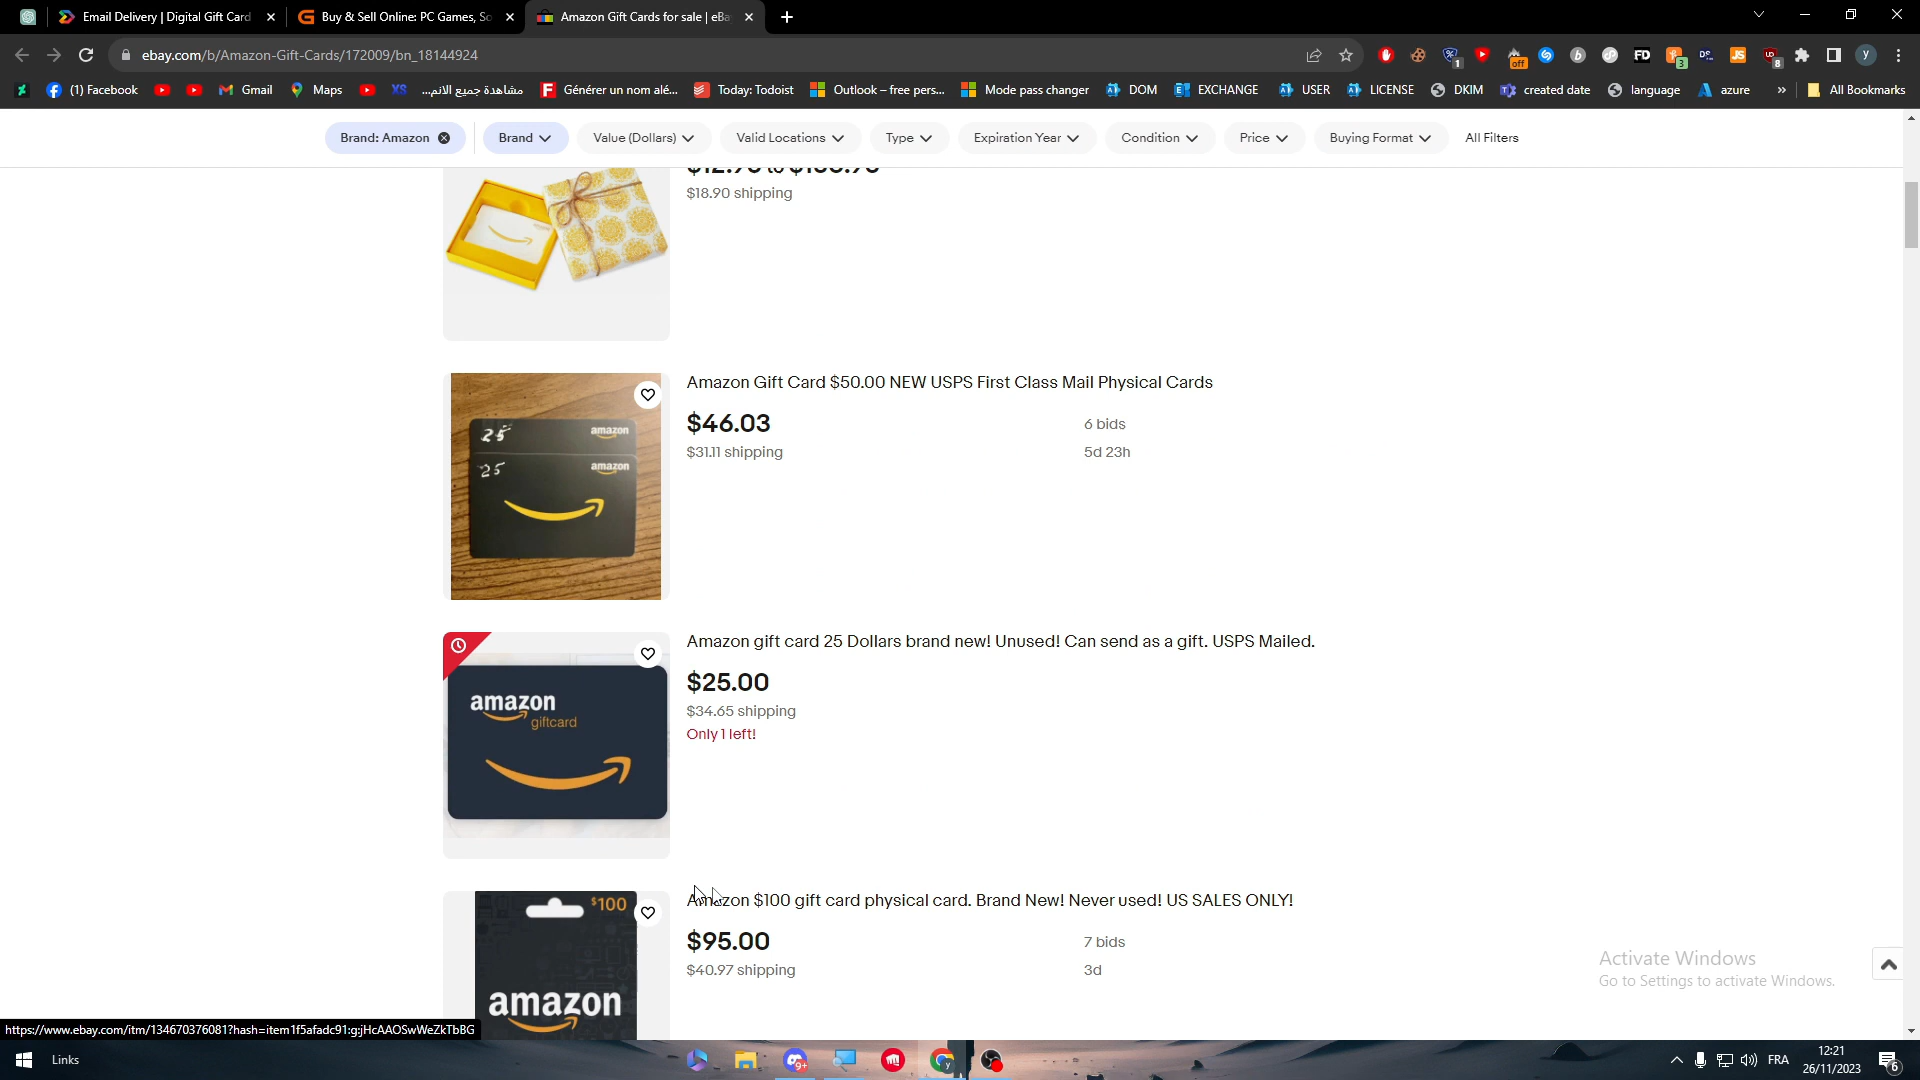 Email Delivery | Digital Gift Card
Buy & Sell Online: PC Games, So
Amazon Gift Cards for sale | eBa
ebay.com/b/Amazon-Gift-Cards/172009/bn_18144924
(1) Facebook
Gmail
Maps
مشاهدة جميع الانم...
Générer un nom alé...
Today: Todoist
Outlook – free pers...
Mode pass changer
DOM
EXCHANGE
USER
LICENSE
DKIM
created date
language
azure
»
All Bookmarks
Brand: Amazon
Brand
Value (Dollars)
Valid Locations
Type
Expiration Year
Condition
Price
Buying Format
All Filters
$18.90 shipping
25 amazon
25 amazon
Amazon Gift Card $50.00 NEW USPS First Class Mail Physical Cards
$46.03
6 bids
$31.11 shipping
5d 23h
amazon
giftcard
Amazon gift card 25 Dollars brand new! Unused! Can send as a gift. USPS Mailed.
$25.00
$34.65 shipping
Only 1 left!
$100
amazon
Amazon $100 gift card physical card. Brand New! Never used! US SALES ONLY!
$95.00
7 bids
$40.97 shipping
3d
Activate Windows
Go to Settings to activate Windows.
https://www.ebay.com/itm/134670376081?hash=item1f5afadc91:g:jHcAAOSwWeZkTbBG
Links
FRA
12:21
26/11/2023
6